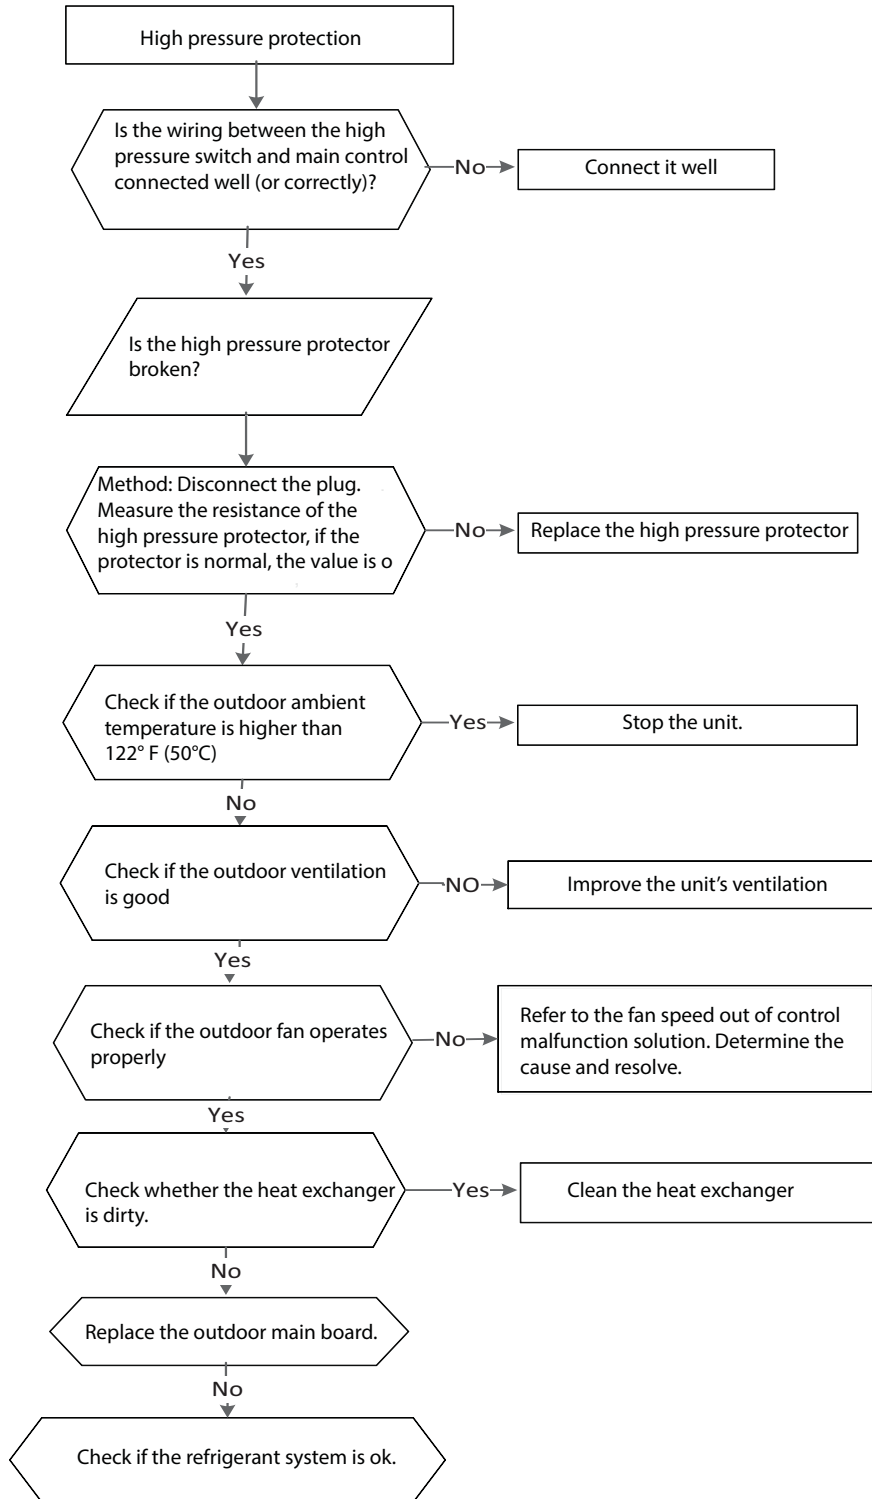 High pressure protection
Is the wiring between the high
pressure switch and main control
connected well (or correctly)?
No
Connect it well
Yes
Is the high pressure protector
broken?
Method: Disconnect the plug.
Measure the resistance of the
high pressure protector, if the
protector is normal, the value is o
No
Replace the high pressure protector
Yes
Check if the outdoor ambient
temperature is higher than
122° F (50°C)
Yes
Stop the unit.
No
Check if the outdoor ventilation
is good
NO
Improve the unit's ventilation
Yes
Check if the outdoor fan operates
properly
No
Refer to the fan speed out of control
malfunction solution. Determine the
cause and resolve.
Yes
Check whether the heat exchanger
is dirty.
Yes
Clean the heat exchanger
No
Replace the outdoor main board.
No
Check if the refrigerant system is ok.